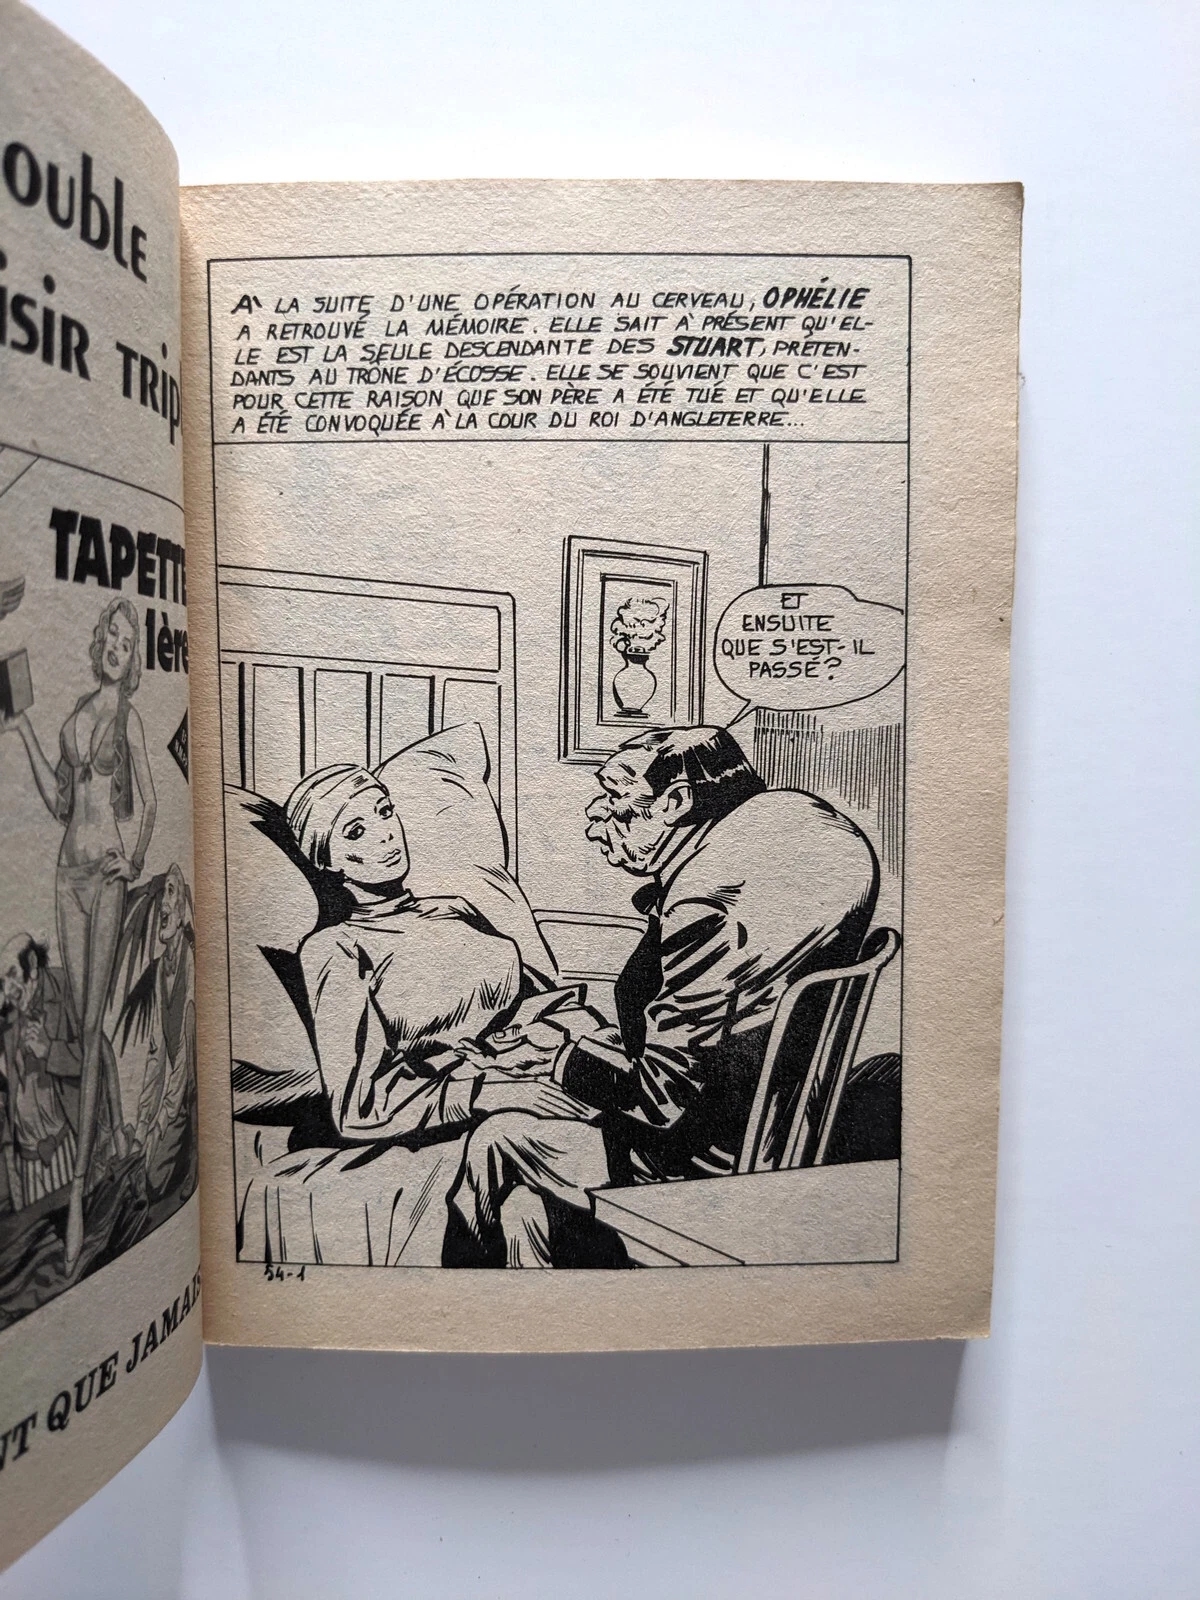 OUBLE
ISIR TRIP
TAPETTE
1ère
NT QUE JAMAIS
A` LA SUITE D'UNE OPÉRATION AU CERVEAU, OPHÉLIE
A RETROUVÉ LA MÉMOIRE. ELLE SAIT A` PRÉSENT QU'EL-
LE EST LA SEULE DESCENDANTE DES STUART, PRÉTEN-
DANTS AU TRÔNE D'ÉCOSSE. ELLE SE SOUVIENT QUE C'EST
POUR CETTE RAISON QUE SON PÈRE A ÉTÉ TUÉ ET QU'ELLE
A ÉTÉ CONVOQUÉE A` LA COUR DU ROI D'ANGLETERRE...
ET
ENSUITE
QUE S'EST-IL
PASSÉ?
54-1